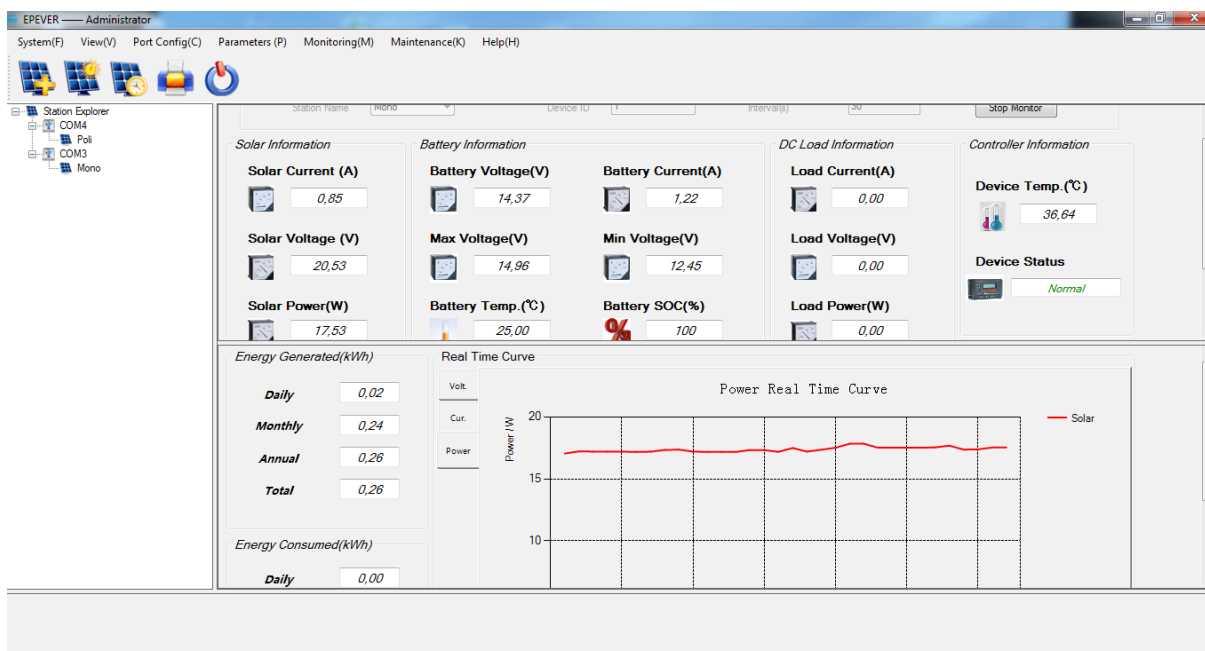 EPEVER —— Administrator
System(F) View(V) Port Config(C) Parameters (P) Monitoring(M) Maintenance(K) Help(H)
Station Explorer
COM4
Poli
COM3
Mono
Station Name Mono Device ID 1 Interval(s) 30 Stop Monitor
Solar Information
Solar Current (A)
0,85
Solar Voltage (V)
20,53
Solar Power(W)
17,53
Battery Information
Battery Voltage(V) Battery Current(A)
14,37 1,22
Max Voltage(V) Min Voltage(V)
14,96 12,45
Battery Temp.(℃) Battery SOC(%)
25,00 % 100
DC Load Information
Load Current(A)
0,00
Load Voltage(V)
0,00
Load Power(W)
0,00
Controller Information
Device Temp.(℃)
36,64
Device Status
Normal
Energy Generated(kWh)
Daily 0,02
Monthly 0,24
Annual 0,26
Total 0,26
Energy Consumed(kWh)
Daily 0,00
Real Time Curve
Volt.
Cur.
Power
Power Real Time Curve
Power /W
20
15
10
Solar